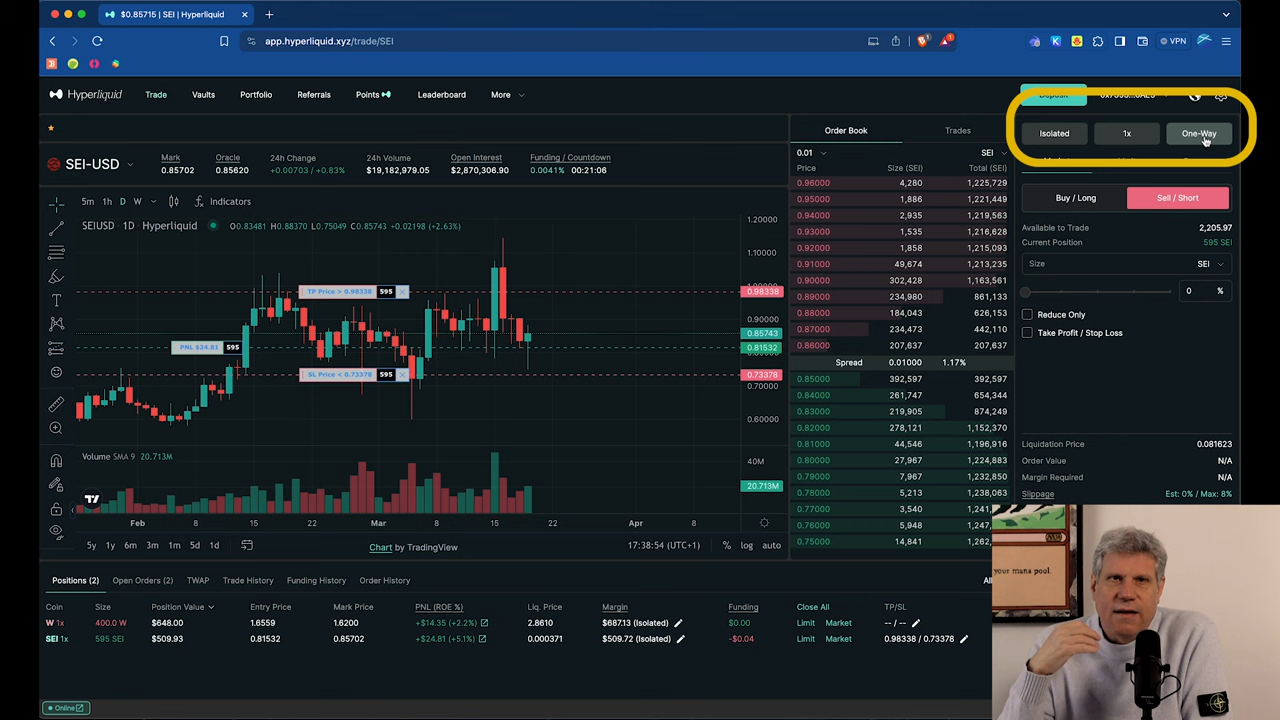 $0.85715 | SEI | Hyperliquid
app.hyperliquid.xyz/trade/SEI
VPN
Hyperliquid Trade Vaults Portfolio Referrals Points Leaderboard More
SEI-USD
Mark Oracle 24h Change 24h Volume Open Interest Funding / Countdown
0.85702 0.85620 +0.00703 / +0.83% $19,182,979.05 $2,870,306.90 0.0041% 00:21:06
5m 1h D W Indicators
SEIUSD · 1D · Hyperliquid O0.83481 H0.88370 L0.75049 C0.85743 +0.02198 (+2.63%)
1.20000
1.10000
TP Price > 0.98338 595
0.98338
0.90000
0.85743
PNL $24.81 595
0.81532
SL Price < 0.73378 595
0.73378
0.70000
0.60000
Volume SMA 9 20.713M
40M
20.713M
Feb 8 15 22 Mar 8 15 22 Apr 8
5y 1y 6m 3m 1m 5d 1d 17:38:54 (UTC+1) % log auto
Chart by TradingView
Order Book Trades
0.01 SEI
Price Size (SEI) Total (SEI)
0.96000 4,280 1,225,729
0.95000 1,886 1,221,449
0.94000 2,935 1,219,563
0.93000 1,535 1,216,628
0.92000 1,858 1,215,093
0.91000 49,674 1,213,235
0.90000 302,428 1,163,561
0.89000 234,980 861,133
0.88000 184,043 626,153
0.87000 234,473 442,110
0.86000 207,637 207,637
Spread 0.01000 1.17%
0.85000 392,597 392,597
0.84000 261,747 654,344
0.83000 219,905 874,249
0.82000 278,121 1,152,370
0.81000 44,546 1,196,916
0.80000 27,967 1,224,883
0.79000 7,967 1,232,850
0.78000 5,213 1,238,063
0.77000 3,540 1,241,
0.76000 5,948 1,247,
0.75000 14,841 1,262,
Isolated 1x One-Way
Buy / Long Sell / Short
Available to Trade 2,205.97
Current Position 595 SEI
Size SEI
0 %
Reduce Only
Take Profit / Stop Loss
Liquidation Price 0.081623
Order Value N/A
Margin Required N/A
Slippage Est: 0% / Max: 8%
Positions (2) Open Orders (2) TWAP Trade History Funding History Order History
Coin Size Position Value Entry Price Mark Price PNL (ROE %) Liq. Price Margin Funding Close All TP/SL
W 1x 400.0 W $648.00 1.6559 1.6200 +$14.35 (+2.2%) 2.8610 $687.13 (Isolated) $0.00 Limit Market -- / --
SEI 1x 595 SEI $509.93 0.81532 0.85702 +$24.81 (+5.1%) 0.000371 $509.72 (Isolated) -$0.04 Limit Market 0.98338 / 0.73378
Online
your mana pool.